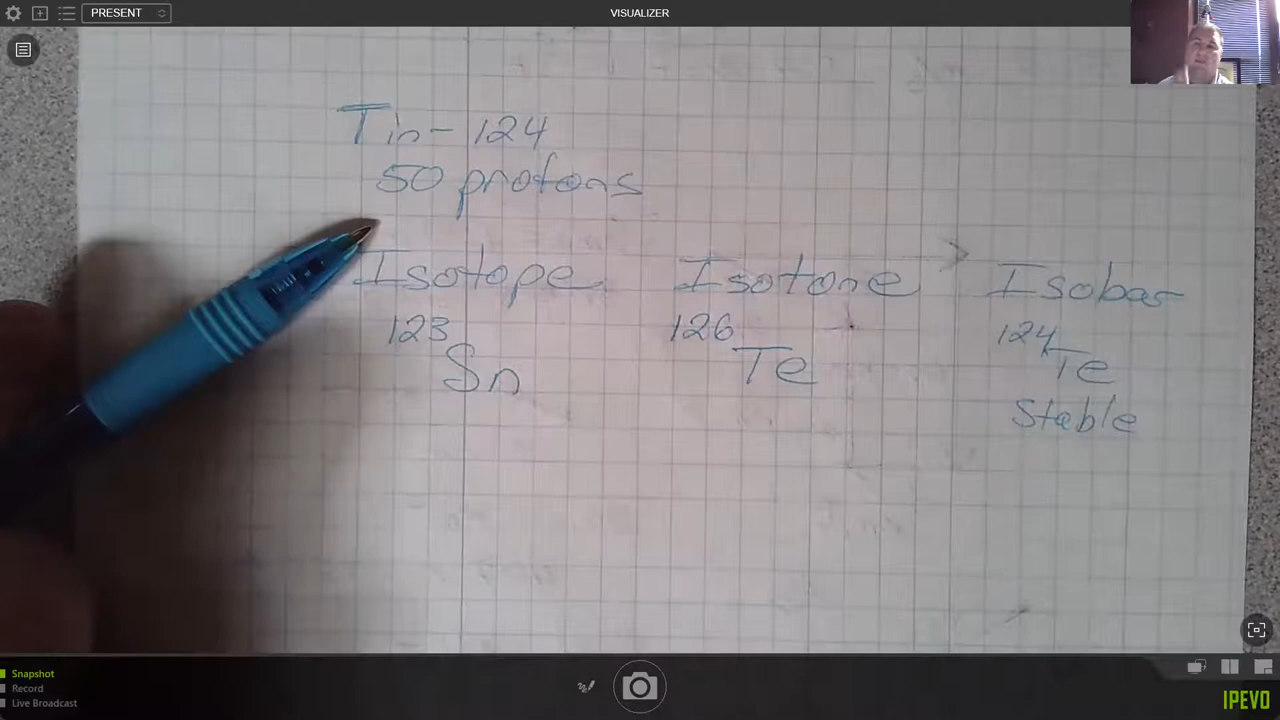 PRESENT
VISUALIZER
Tin-124
50 protons
Isotope Isotone Isobar
123 Sn 126 Te 124 Te
Stable
Snapshot
Record
Live Broadcast
IPEVO